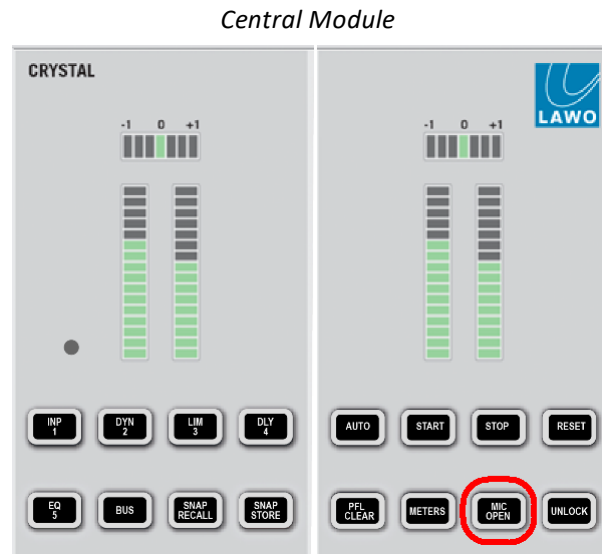 Central Module
CRYSTAL
LAWO
-1 0 +1
-1 0 +1
INP 1
DYN 2
LIM 3
DLY 4
AUTO
START
STOP
RESET
EQ 5
BUS
SNAP RECALL
SNAP STORE
PFL CLEAR
METERS
MIC OPEN
UNLOCK